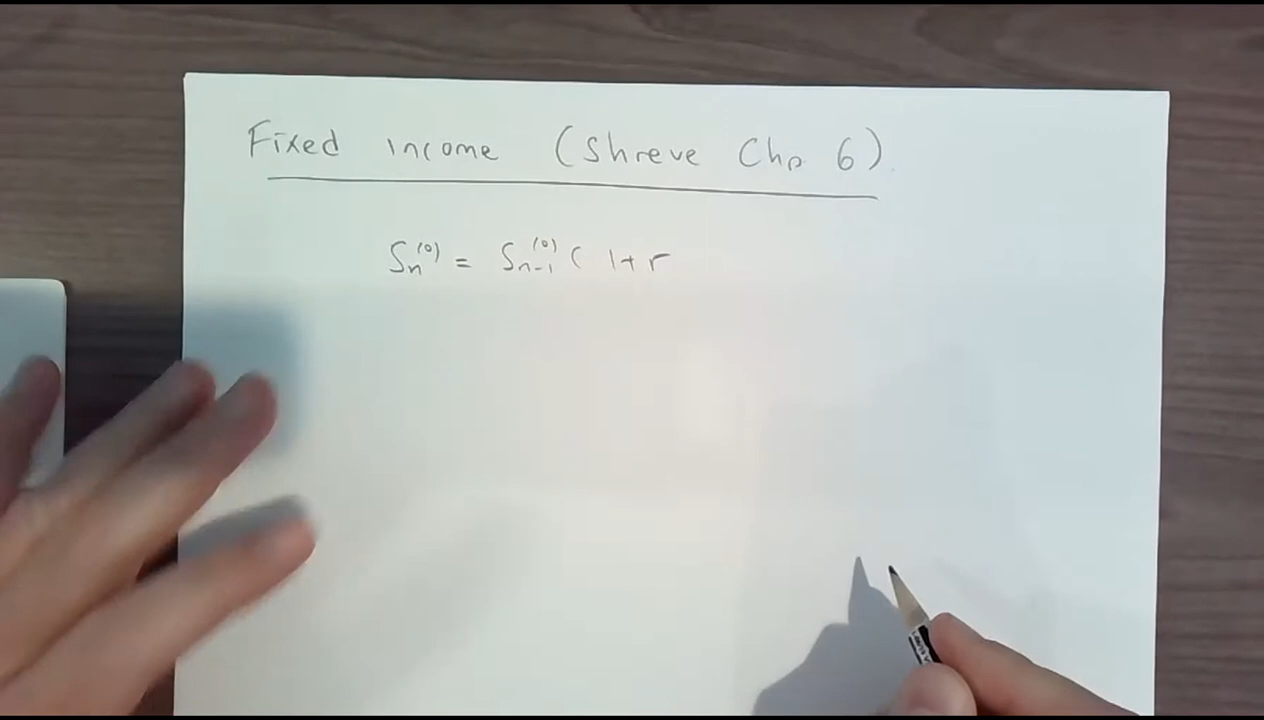 Fixed income (Shreve Chp 6).
Sn^(0) = Sn-1^(0) ( 1+r